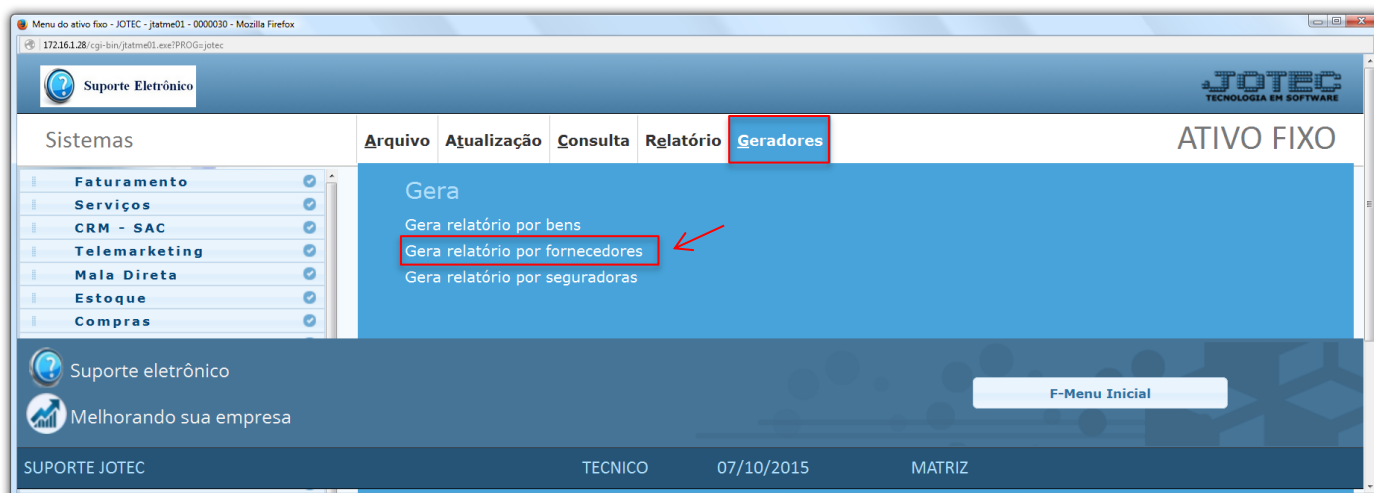 Menu do ativo fixo - JOTEC - jtatme01 - 0000030 - Mozilla Firefox
172.16.1.28/cgi-bin/jtatme01.exe?PROG=jotec
Suporte Eletrônico
JOTEC
TECNOLOGIA EM SOFTWARE
Sistemas
Arquivo Atualização Consulta Relatório Geradores
ATIVO FIXO
Faturamento
Serviços
CRM - SAC
Telemarketing
Mala Direta
Estoque
Compras
Gera
Gera relatório por bens
Gera relatório por fornecedores
Gera relatório por seguradoras
Suporte eletrônico
Melhorando sua empresa
F-Menu Inicial
SUPORTE JOTEC TECNICO 07/10/2015 MATRIZ